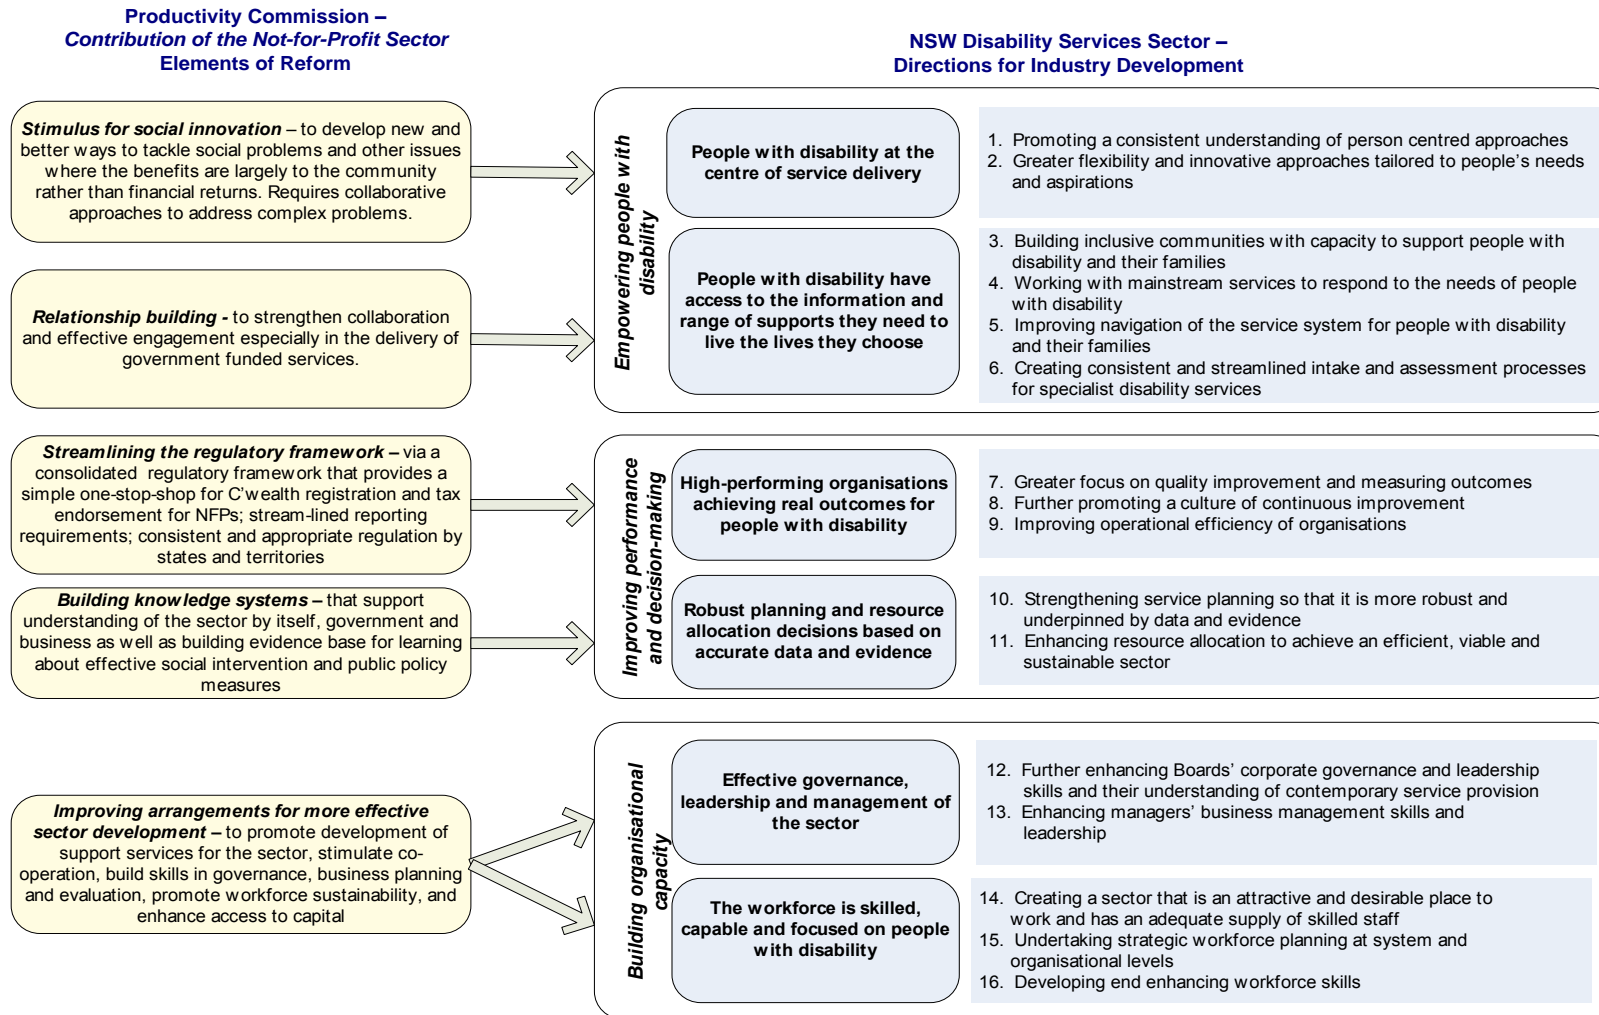 Productivity Commission –
Contribution of the Not-for-Profit Sector
Elements of Reform
NSW Disability Services Sector –
Directions for Industry Development
Stimulus for social innovation – to develop new and
better ways to tackle social problems and other issues
where the benefits are largely to the community
rather than financial returns. Requires collaborative
approaches to address complex problems.
Relationship building - to strengthen collaboration
and effective engagement especially in the delivery of
government funded services.
Empowering people with
disability
People with disability at the
centre of service delivery
1. Promoting a consistent understanding of person centred approaches
2. Greater flexibility and innovative approaches tailored to people's needs
and aspirations
People with disability have
access to the information and
range of supports they need to
live the lives they choose
3. Building inclusive communities with capacity to support people with
disability and their families
4. Working with mainstream services to respond to the needs of people
with disability
5. Improving navigation of the service system for people with disability
and their families
6. Creating consistent and streamlined intake and assessment processes
for specialist disability services
Streamlining the regulatory framework – via a
consolidated regulatory framework that provides a
simple one-stop-shop for C'wealth registration and tax
endorsement for NFPs; stream-lined reporting
requirements; consistent and appropriate regulation by
states and territories
Building knowledge systems – that support
understanding of the sector by itself, government and
business as well as building evidence base for learning
about effective social intervention and public policy
measures
Improving performance
and decision-making
High-performing organisations
achieving real outcomes for
people with disability
7. Greater focus on quality improvement and measuring outcomes
8. Further promoting a culture of continuous improvement
9. Improving operational efficiency of organisations
Robust planning and resource
allocation decisions based on
accurate data and evidence
10. Strengthening service planning so that it is more robust and
underpinned by data and evidence
11. Enhancing resource allocation to achieve an efficient, viable and
sustainable sector
Improving arrangements for more effective
sector development – to promote development of
support services for the sector, stimulate co-
operation, build skills in governance, business planning
and evaluation, promote workforce sustainability, and
enhance access to capital
Building organisational
capacity
Effective governance,
leadership and management of
the sector
12. Further enhancing Boards' corporate governance and leadership
skills and their understanding of contemporary service provision
13. Enhancing managers' business management skills and
leadership
The workforce is skilled,
capable and focused on people
with disability
14. Creating a sector that is an attractive and desirable place to
work and has an adequate supply of skilled staff
15. Undertaking strategic workforce planning at system and
organisational levels
16. Developing end enhancing workforce skills